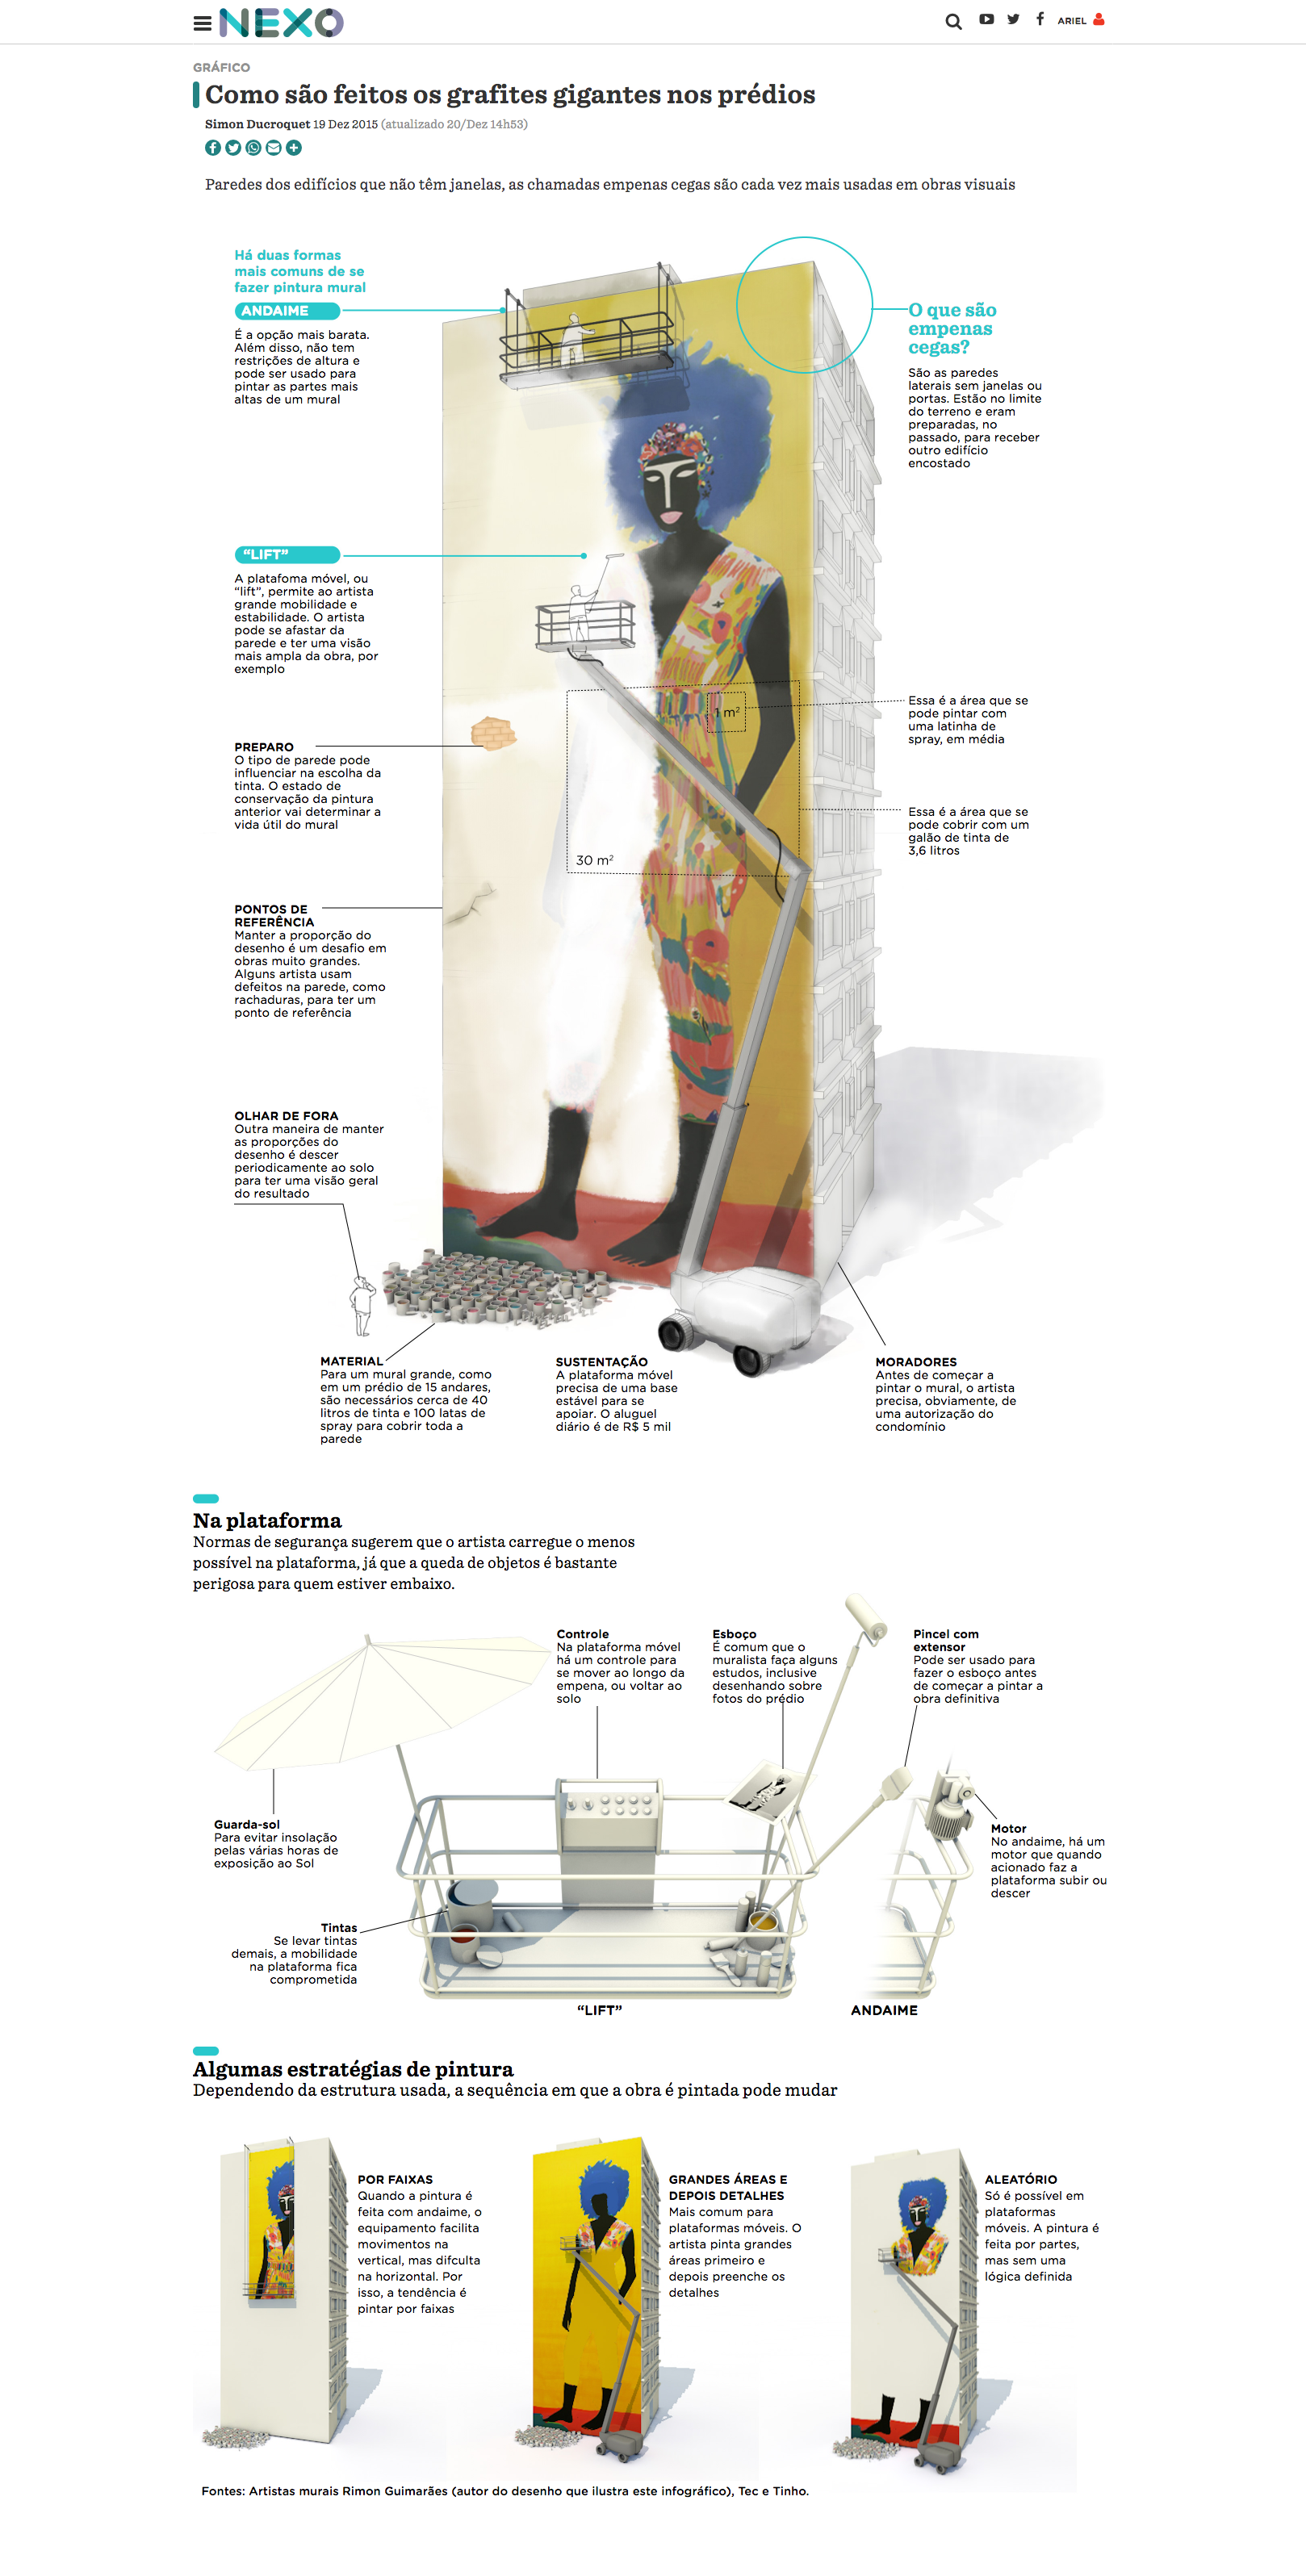 NEXO
ARIEL
GRÁFICO
Como são feitos os grafites gigantes nos prédios
Simon Ducroquet 19 Dez 2015 (atualizado 20/Dez 14h53)
Paredes dos edifícios que não têm janelas, as chamadas empenas cegas são cada vez mais usadas em obras visuais
Há duas formas
mais comuns de se
fazer pintura mural
ANDAIME
É a opção mais barata.
Além disso, não tem
restrições de altura e
pode ser usado para
pintar as partes mais
altas de um mural
O que são
empenas
cegas?
São as paredes
laterais sem janelas ou
portas. Estão no limite
do terreno e eram
preparadas, no
passado, para receber
outro edifício
encostado
“LIFT”
A platafoma móvel, ou
“lift”, permite ao artista
grande mobilidade e
estabilidade. O artista
pode se afastar da
parede e ter uma visão
mais ampla da obra, por
exemplo
1 m²
Essa é a área que se
pode pintar com
uma latinha de
spray, em média
PREPARO
O tipo de parede pode
influenciar na escolha da
tinta. O estado de
conservação da pintura
anterior vai determinar a
vida útil do mural
30 m²
Essa é a área que se
pode cobrir com um
galão de tinta de
3,6 litros
PONTOS DE
REFERÊNCIA
Manter a proporção do
desenho é um desafio em
obras muito grandes.
Alguns artista usam
defeitos na parede, como
rachaduras, para ter um
ponto de referência
OLHAR DE FORA
Outra maneira de manter
as proporções do
desenho é descer
periodicamente ao solo
para ter uma visão geral
do resultado
MATERIAL
Para um mural grande, como
em um prédio de 15 andares,
são necessários cerca de 40
litros de tinta e 100 latas de
spray para cobrir toda a
parede
SUSTENTAÇÃO
A plataforma móvel
precisa de uma base
estável para se
apoiar. O aluguel
diário é de R$ 5 mil
MORADORES
Antes de começar a
pintar o mural, o artista
precisa, obviamente, de
uma autorização do
condomínio
Na plataforma
Normas de segurança sugerem que o artista carregue o menos
possível na plataforma, já que a queda de objetos é bastante
perigosa para quem estiver embaixo.
Controle
Na plataforma móvel
há um controle para
se mover ao longo da
empena, ou voltar ao
solo
Esboço
É comum que o
muralista faça alguns
estudos, inclusive
desenhando sobre
fotos do prédio
Pincel com
extensor
Pode ser usado para
fazer o esboço antes
de começar a pintar a
obra definitiva
Guarda-sol
Para evitar insolação
pelas várias horas de
exposição ao Sol
Motor
No andaime, há um
motor que quando
acionado faz a
plataforma subir ou
descer
Tintas
Se levar tintas
demais, a mobilidade
na plataforma fica
comprometida
“LIFT”
ANDAIME
Algumas estratégias de pintura
Dependendo da estrutura usada, a sequência em que a obra é pintada pode mudar
POR FAIXAS
Quando a pintura é
feita com andaime, o
equipamento facilita
movimentos na
vertical, mas difculta
na horizontal. Por
isso, a tendência é
pintar por faixas
GRANDES ÁREAS E
DEPOIS DETALHES
Mais comum para
plataformas móveis. O
artista pinta grandes
áreas primeiro e
depois preenche os
detalhes
ALEATÓRIO
Só é possível em
plataformas
móveis. A pintura é
feita por partes,
mas sem uma
lógica definida
Fontes: Artistas murais Rimon Guimarães (autor do desenho que ilustra este infográfico), Tec e Tinho.